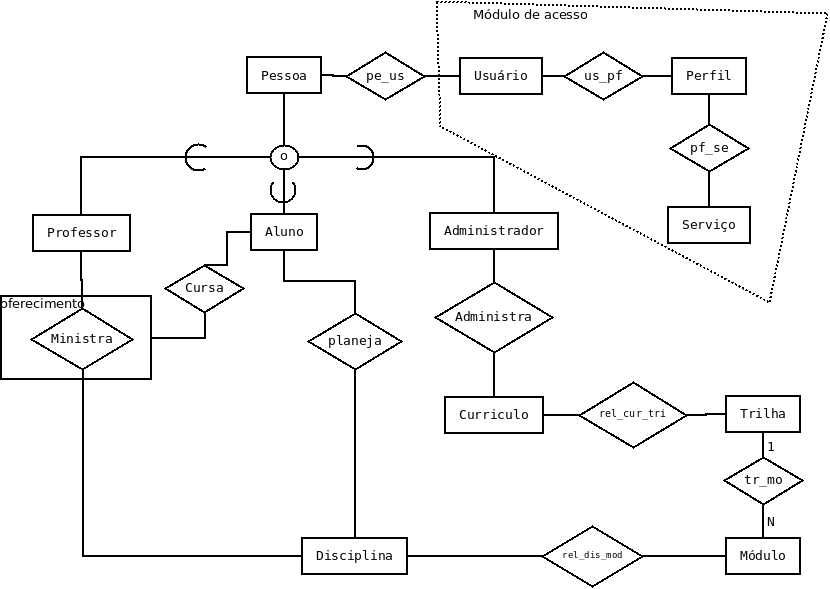 Módulo de acesso
Pessoa
pe_us
Usuário
us_pf
Perfil
o
pf_se
Professor
Aluno
Administrador
Serviço
Cursa
oferecimento
Ministra
planeja
Administra
Curriculo
rel_cur_tri
Trilha
1
tr_mo
N
Disciplina
rel_dis_mod
Módulo